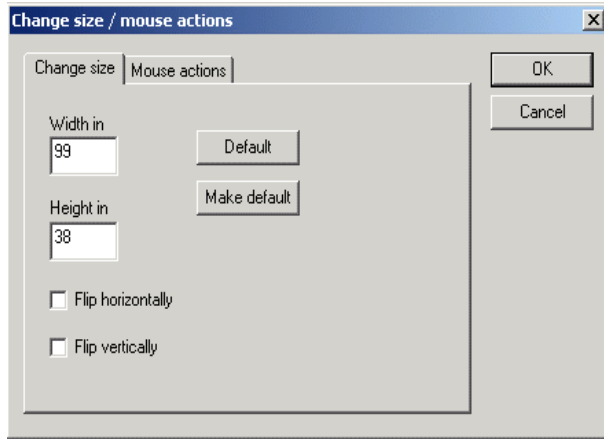 Change size / mouse actions
Change size
Mouse actions
OK
Cancel
Width in
99
Default
Make default
Height in
38
Flip horizontally
Flip vertically